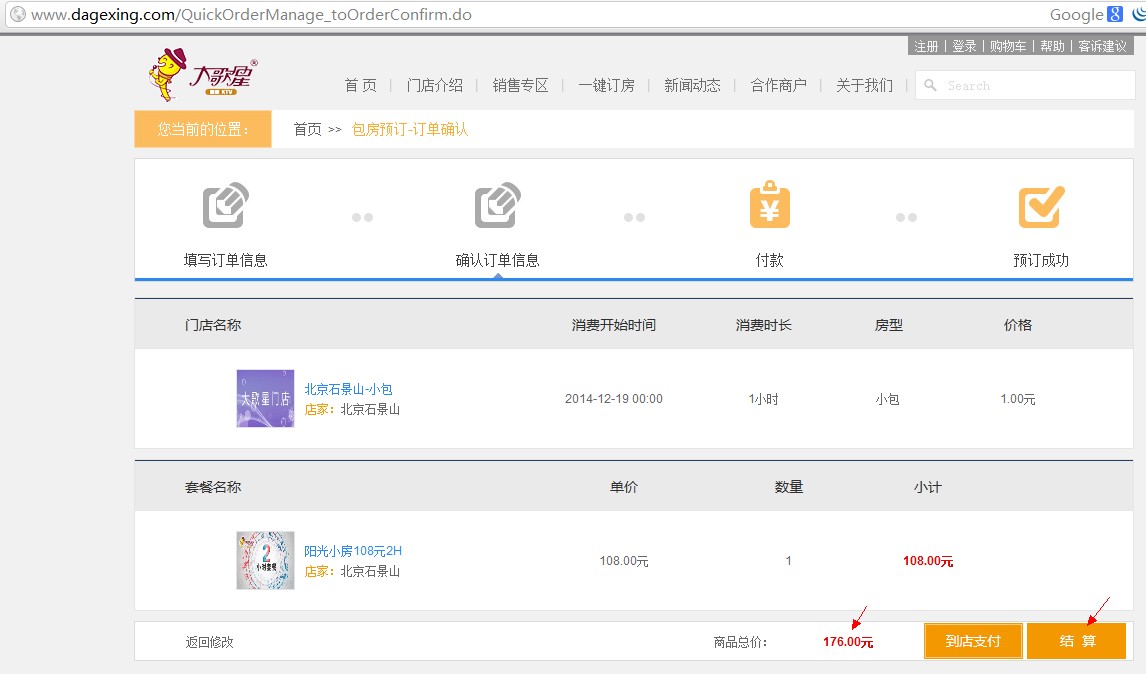 www.dagexing.com/QuickOrderManage_toOrderConfirm.do
Google 8
注册 | 登录 | 购物车 | 帮助 | 客诉建议
大歌星® KTV
首 页 | 门店介绍 | 销售专区 | 一键订房 | 新闻动态 | 合作商户 | 关于我们 | Search
您当前的位置： 首页 >> 包房预订-订单确认
填写订单信息 确认订单信息 付款 预订成功
门店名称 消费开始时间 消费时长 房型 价格
大歌星门店
北京石景山-小包
店家：北京石景山
2014-12-19 00:00 1小时 小包 1.00元
套餐名称 单价 数量 小计
2
小时套餐
阳光小房108元2H
店家：北京石景山
108.00元 1 108.00元
返回修改 商品总价： 176.00元 到店支付 结 算